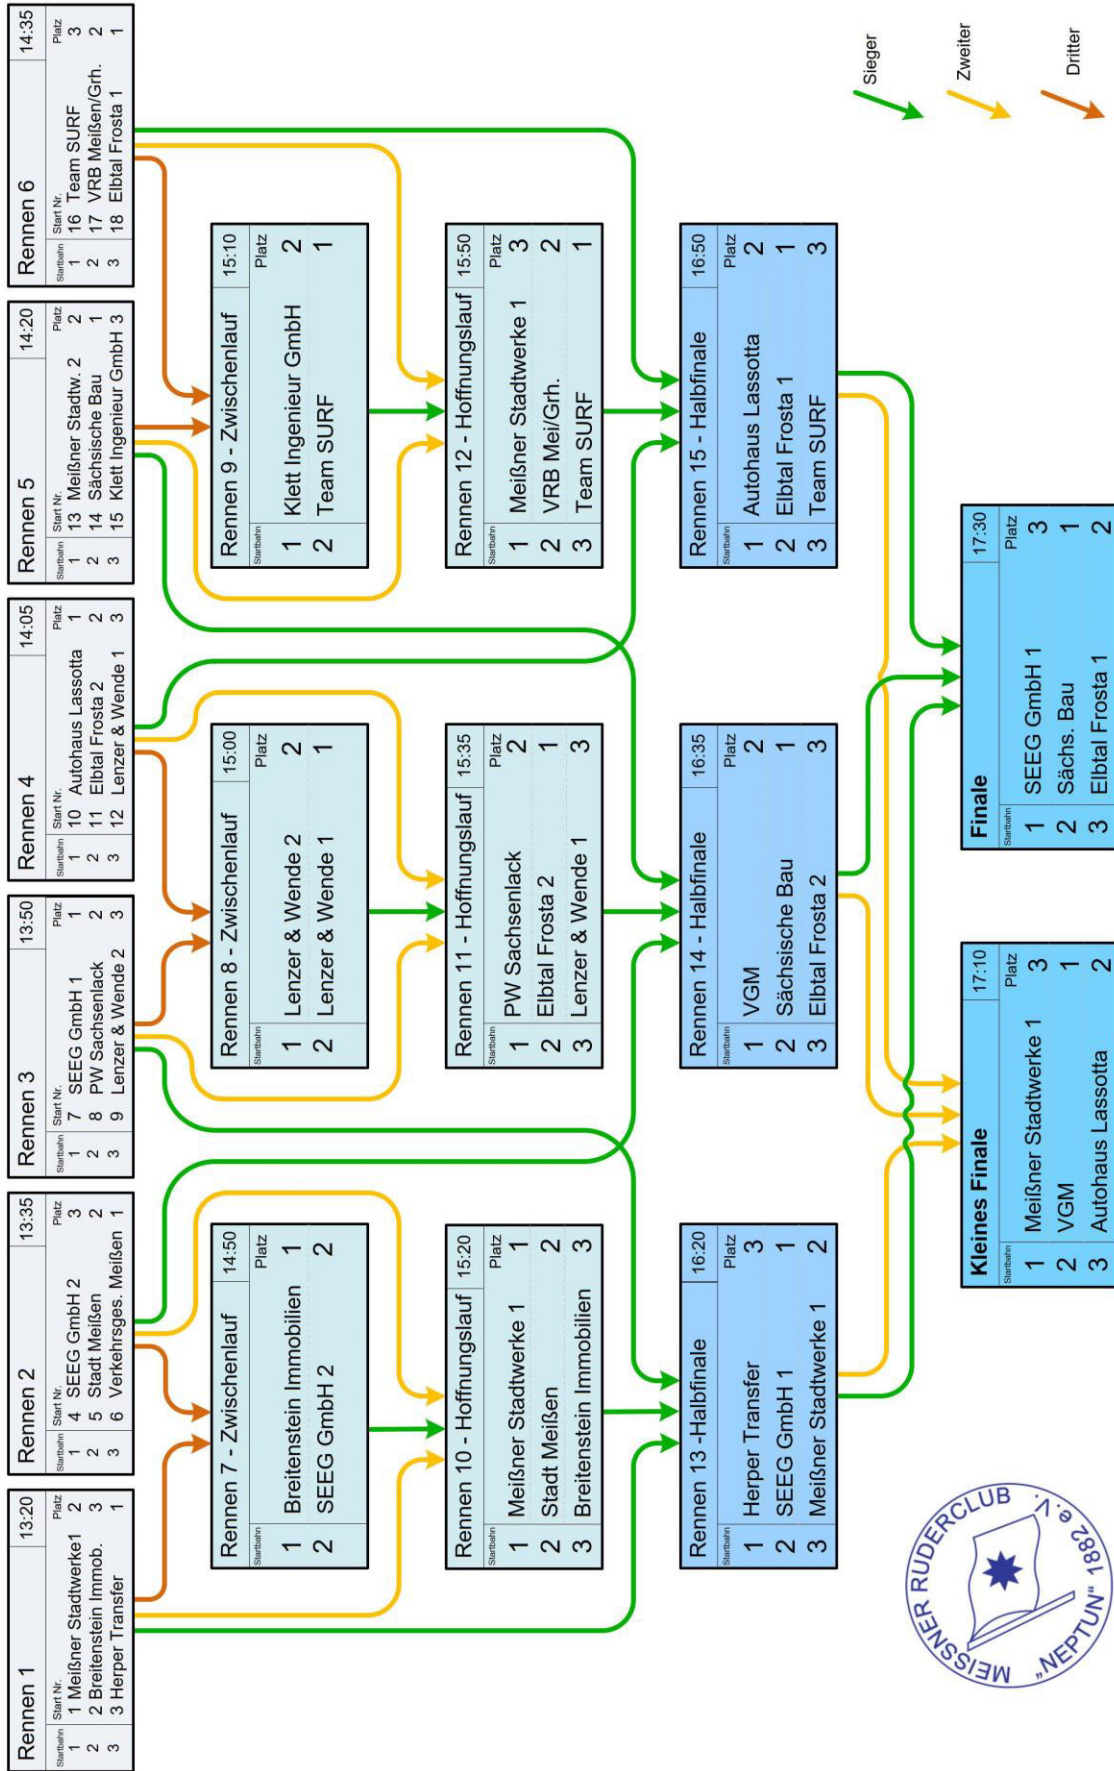 Rennen 1 13:20
Startbahn Start Nr. Platz
1 1 Meißner Stadtwerke1 2
2 2 Breitenstein Immob. 3
3 3 Herper Transfer 1
Rennen 2 13:35
Startbahn Start Nr. Platz
1 4 SEEG GmbH 2 3
2 5 Stadt Meißen 2
3 6 Verkehrsges. Meißen 1
Rennen 3 13:50
Startbahn Start Nr. Platz
1 7 SEEG GmbH 1 1
2 8 PW Sachsenlack 2
3 9 Lenzer & Wende 2 3
Rennen 4 14:05
Startbahn Start Nr. Platz
1 10 Autohaus Lassotta 1
2 11 Elbtal Frosta 2 2
3 12 Lenzer & Wende 1 3
Rennen 5 14:20
Startbahn Start Nr. Platz
1 13 Meißner Stadtw. 2 2
2 14 Sächsische Bau 1
3 15 Klett Ingenieur GmbH 3
Rennen 6 14:35
Startbahn Start Nr. Platz
1 16 Team SURF 3
2 17 VRB Meißen/Grh. 2
3 18 Elbtal Frosta 1 1
Rennen 7 - Zwischenlauf 14:50
Startbahn Platz
1 Breitenstein Immobilien 1
2 SEEG GmbH 2 2
Rennen 8 - Zwischenlauf 15:00
Startbahn Platz
1 Lenzer & Wende 2 2
2 Lenzer & Wende 1 1
Rennen 9 - Zwischenlauf 15:10
Startbahn Platz
1 Klett Ingenieur GmbH 2
2 Team SURF 1
Rennen 10 - Hoffnungslauf 15:20
Startbahn Platz
1 Meißner Stadtwerke 1 1
2 Stadt Meißen 2
3 Breitenstein Immobilien 3
Rennen 11 - Hoffnungslauf 15:35
Startbahn Platz
1 PW Sachsenlack 2
2 Elbtal Frosta 2 1
3 Lenzer & Wende 1 3
Rennen 12 - Hoffnungslauf 15:50
Startbahn Platz
1 Meißner Stadtwerke 1 3
2 VRB Mei/Grh. 2
3 Team SURF 1
Rennen 13 -Halbfinale 16:20
Startbahn Platz
1 Herper Transfer 3
2 SEEG GmbH 1 1
3 Meißner Stadtwerke 1 2
Rennen 14 - Halbfinale 16:35
Startbahn Platz
1 VGM 2
2 Sächsische Bau 1
3 Elbtal Frosta 2 3
Rennen 15 - Halbfinale 16:50
Startbahn Platz
1 Autohaus Lassotta 2
2 Elbtal Frosta 1 1
3 Team SURF 3
Kleines Finale 17:10
Startbahn Platz
1 Meißner Stadtwerke 1 3
2 VGM 1
3 Autohaus Lassotta 2
Finale 17:30
Startbahn Platz
1 SEEG GmbH 1 3
2 Sächs. Bau 1
3 Elbtal Frosta 1 2
Sieger
Zweiter
Dritter
MEISSNER RUDERCLUB
„NEPTUN“ 1882 e.V.